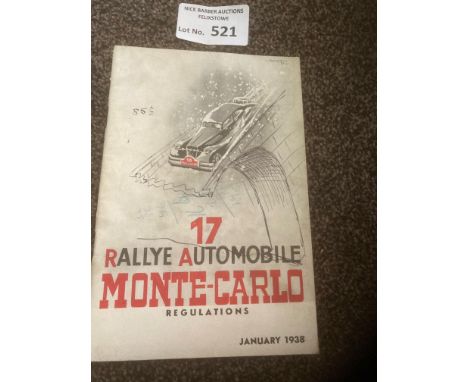 NICK BARBER AUCTIONS
FELIXSTOWE
Lot No. 521
17
RALLYE AUTOMOBILE
MONTE-CARLO
REGULATIONS
JANUARY 1938